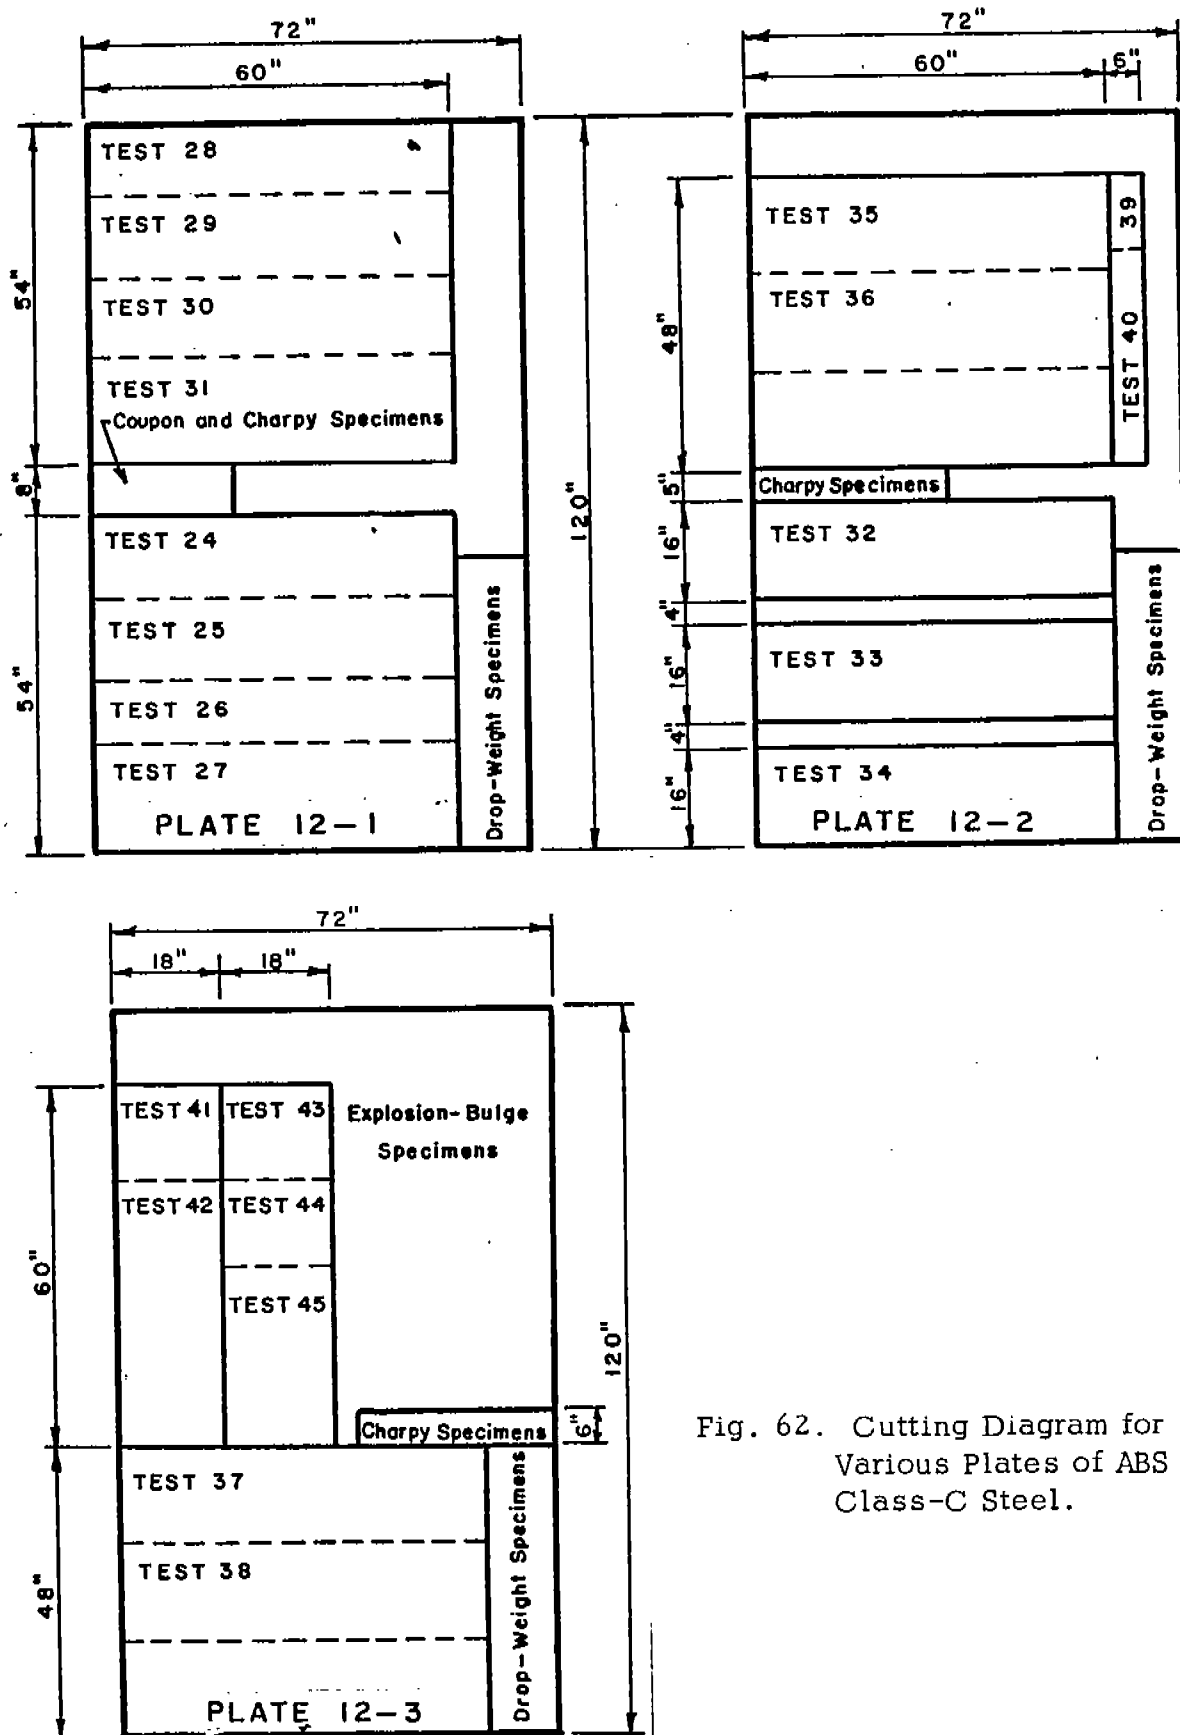 72"
60"
54"
8"
54"
TEST 28
TEST 29
TEST 30
TEST 31
Coupon and Charpy Specimens
TEST 24
TEST 25
TEST 26
TEST 27
Drop-Weight Specimens
PLATE 12-1
120"
72"
60"
6"
48"
5"
16"
4"
16"
4"
16"
TEST 35
TEST 36
39
TEST 40
Charpy Specimens
TEST 32
TEST 33
TEST 34
Drop-Weight Specimens
PLATE 12-2
72"
18"
18"
60"
48"
TEST 41
TEST 43
Explosion-Bulge
Specimens
TEST 42
TEST 44
TEST 45
Charpy Specimens
6"
120"
TEST 37
TEST 38
Drop-Weight Specimens
PLATE 12-3
Fig. 62. Cutting Diagram for
Various Plates of ABS
Class-C Steel.